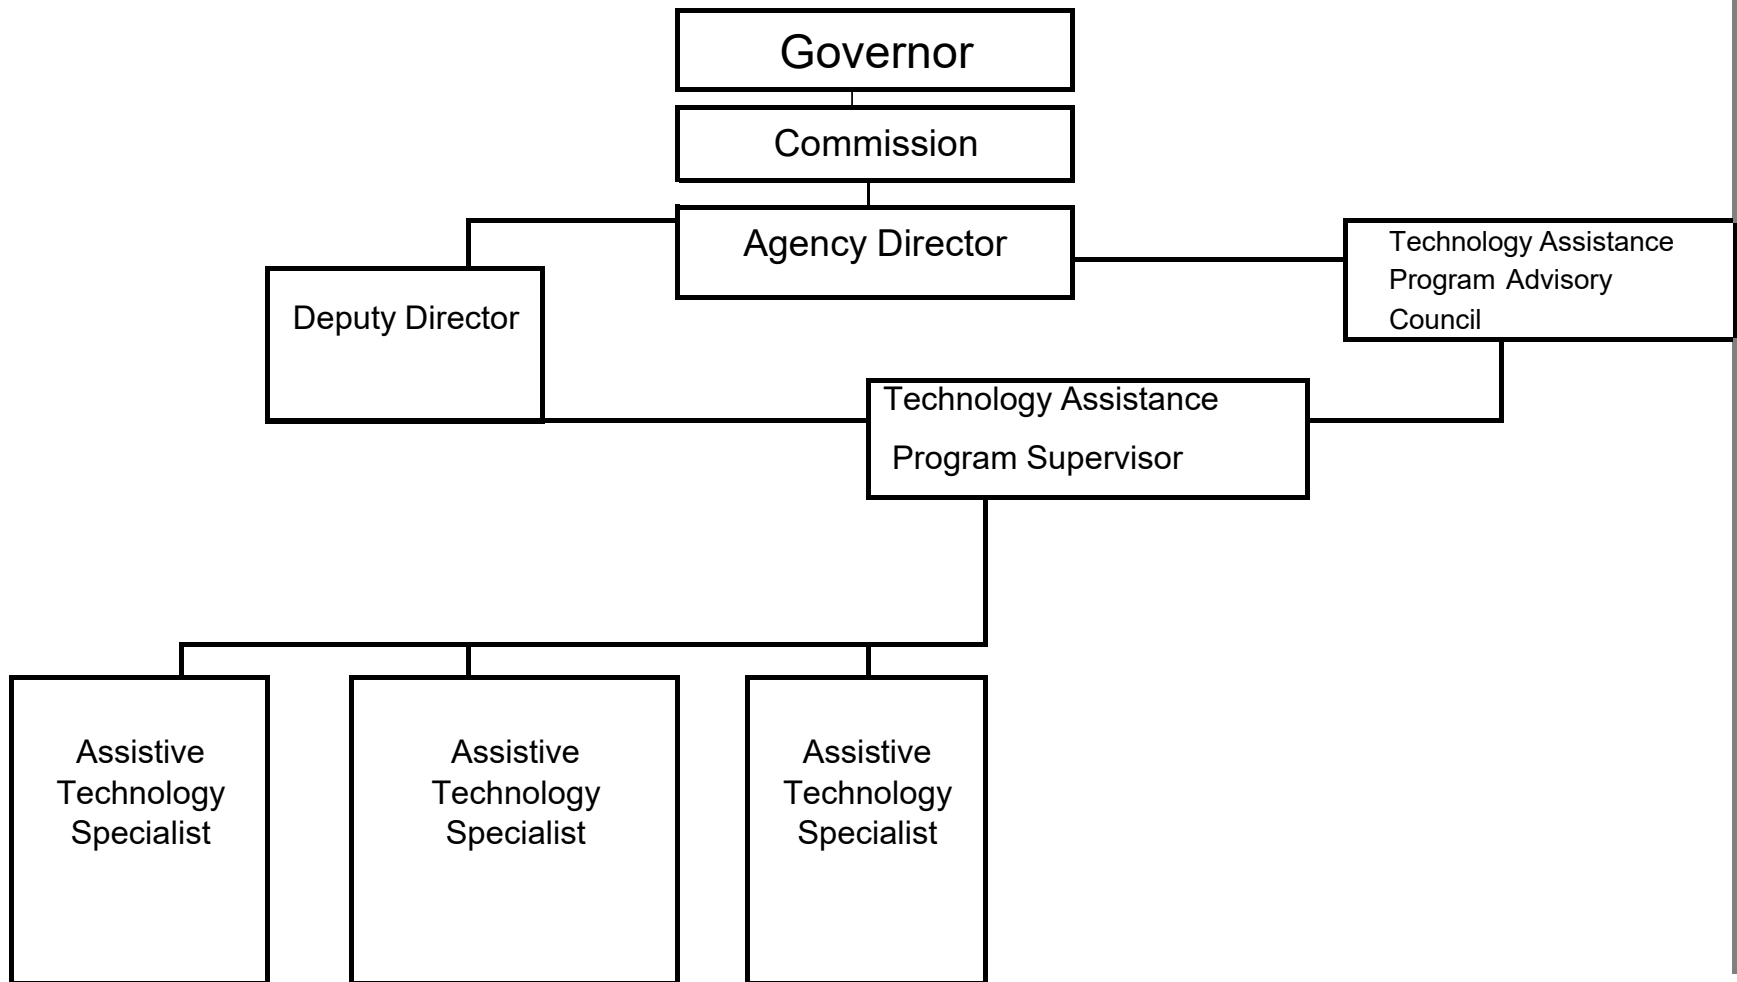 Governor
Commission
Agency Director
Technology Assistance
Program Advisory
Council
Deputy Director
Technology Assistance
Program Supervisor
Assistive
Technology
Specialist
Assistive
Technology
Specialist
Assistive
Technology
Specialist